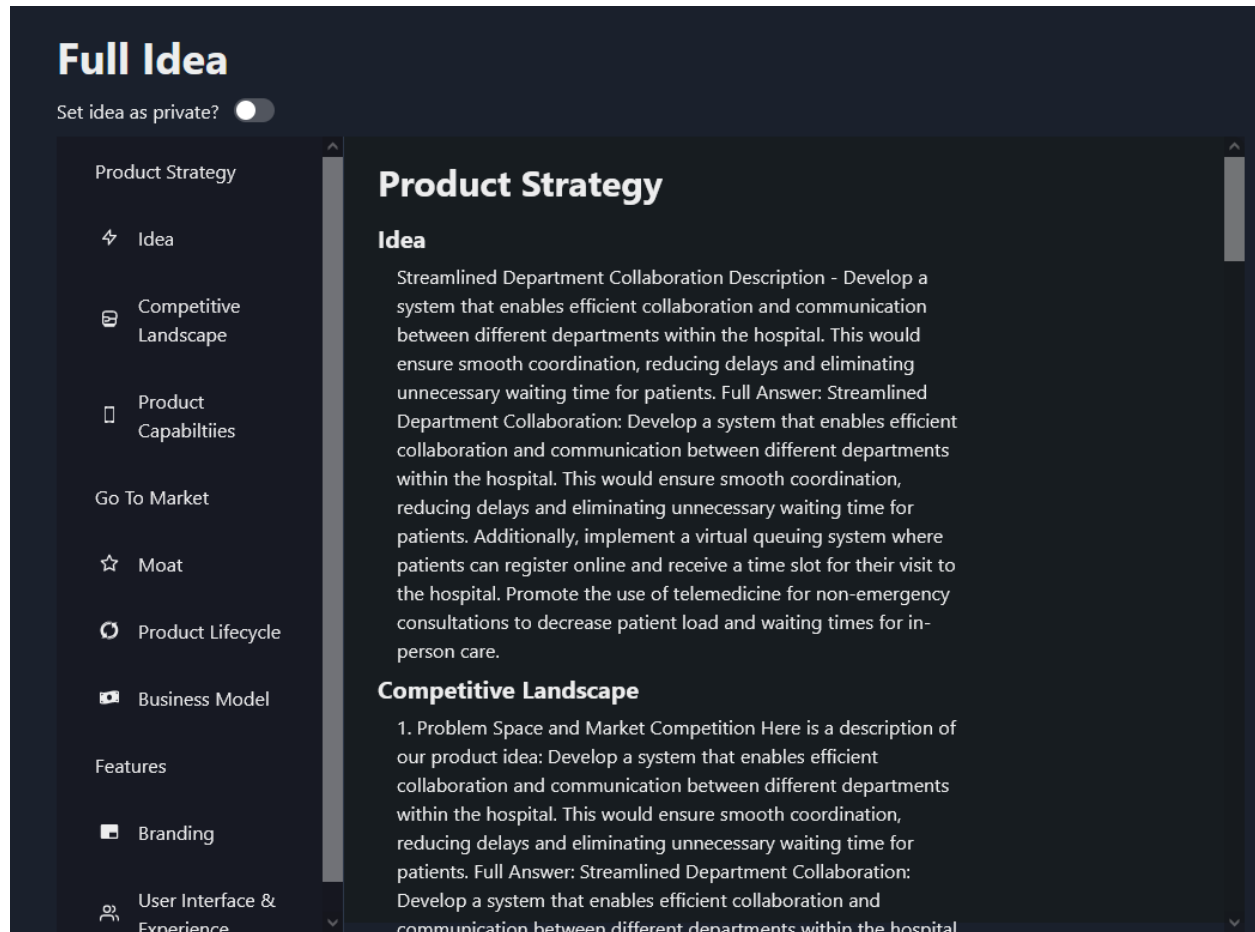 Full Idea
Set idea as private?
Product Strategy
Idea
Competitive
Landscape
Product
Capabiltiies
Go To Market
Moat
Product Lifecycle
Business Model
Features
Branding
User Interface &
Experience
Product Strategy
Idea
Streamlined Department Collaboration Description - Develop a
system that enables efficient collaboration and communication
between different departments within the hospital. This would
ensure smooth coordination, reducing delays and eliminating
unnecessary waiting time for patients. Full Answer: Streamlined
Department Collaboration: Develop a system that enables efficient
collaboration and communication between different departments
within the hospital. This would ensure smooth coordination,
reducing delays and eliminating unnecessary waiting time for
patients. Additionally, implement a virtual queuing system where
patients can register online and receive a time slot for their visit to
the hospital. Promote the use of telemedicine for non-emergency
consultations to decrease patient load and waiting times for in-
person care.
Competitive Landscape
1. Problem Space and Market Competition Here is a description of
our product idea: Develop a system that enables efficient
collaboration and communication between different departments
within the hospital. This would ensure smooth coordination,
reducing delays and eliminating unnecessary waiting time for
patients. Full Answer: Streamlined Department Collaboration:
Develop a system that enables efficient collaboration and
communication between different departments within the hospital